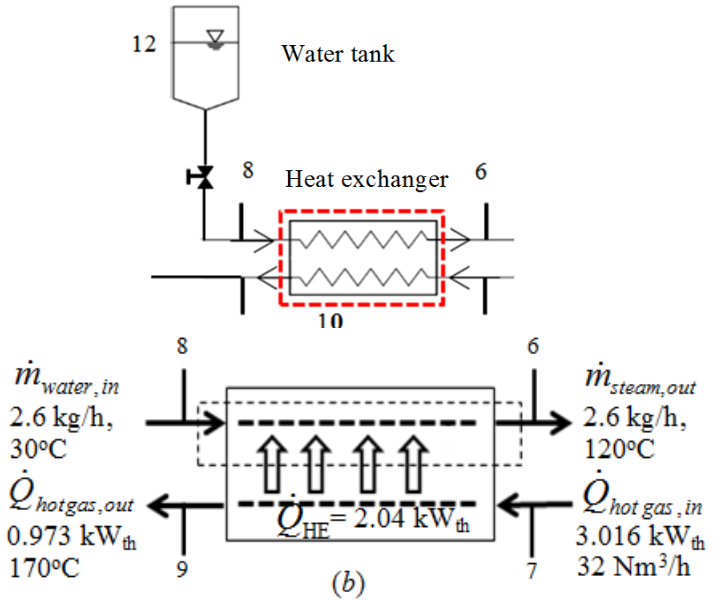 12
Water tank
8
Heat exchanger
6
10
8
6
ṁ water,in
2.6 kg/h,
30°C
ṁ steam,out
2.6 kg/h,
120°C
Q̇ hotgas,out
0.973 kWth
170°C
Q̇HE= 2.04 kWth
Q̇ hot gas,in
3.016 kWth
32 Nm³/h
9
7
(b)